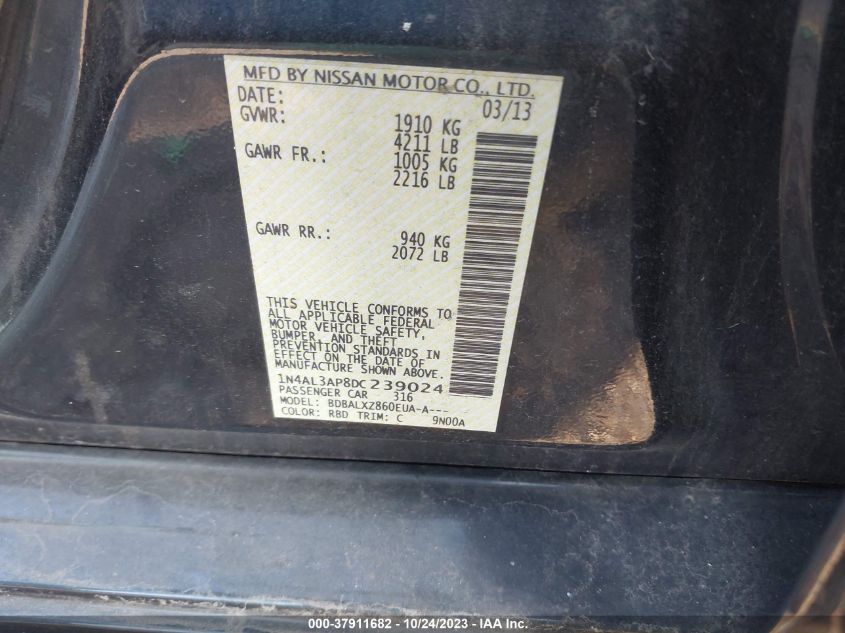 MFD BY NISSAN MOTOR CO., LTD.
DATE: 03/13
GVWR: 1910 KG
4211 LB
GAWR FR.: 1005 KG
2216 LB
GAWR RR.: 940 KG
2072 LB
THIS VEHICLE CONFORMS TO
ALL APPLICABLE FEDERAL
MOTOR VEHICLE SAFETY,
BUMPER, AND THEFT
PREVENTION STANDARDS IN
EFFECT ON THE DATE OF
MANUFACTURE SHOWN ABOVE.
1N4AL3AP8DC239024
PASSENGER CAR 316
MODEL: BDBALXZ860EUA-A---
COLOR: RBD TRIM: C 9N00A
000-37911682 - 10/24/2023 - IAA Inc.